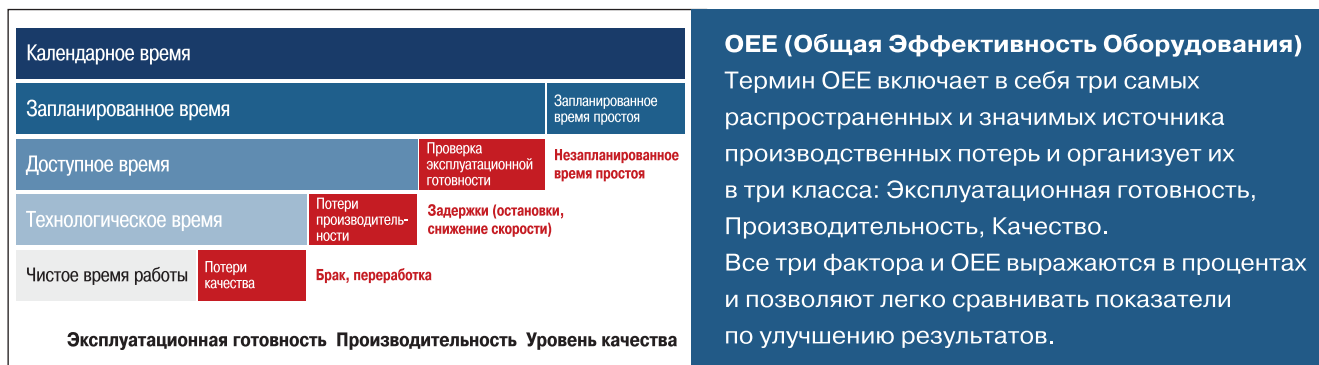 Календарное время
Запланированное время
Запланированное
время простоя
Доступное время
Проверка
эксплуатационной
готовности
Незапланированное
время простоя
Технологическое время
Потери
производитель-
ности
Задержки (остановки,
снижение скорости)
Чистое время работы
Потери
качества
Брак, переработка
Эксплуатационная готовность Производительность Уровень качества
OEE (Общая Эффективность Оборудования)
Термин OEE включает в себя три самых
распространенных и значимых источника
производственных потерь и организует их
в три класса: Эксплуатационная готовность,
Производительность, Качество.
Все три фактора и OEE выражаются в процентах
и позволяют легко сравнивать показатели
по улучшению результатов.